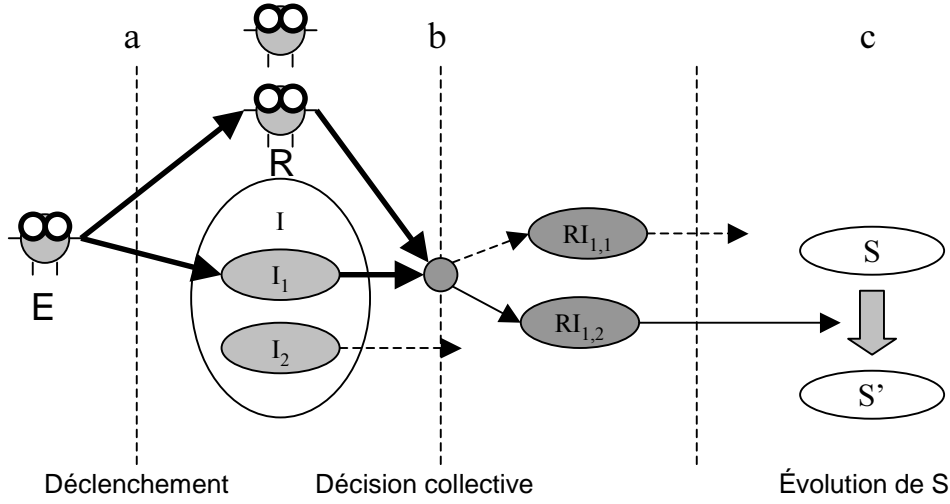 a
b
c
R
I
E
I₁
I₂
RI₁,₁
RI₁,₂
S
S’
Déclenchement
Décision collective
Évolution de S